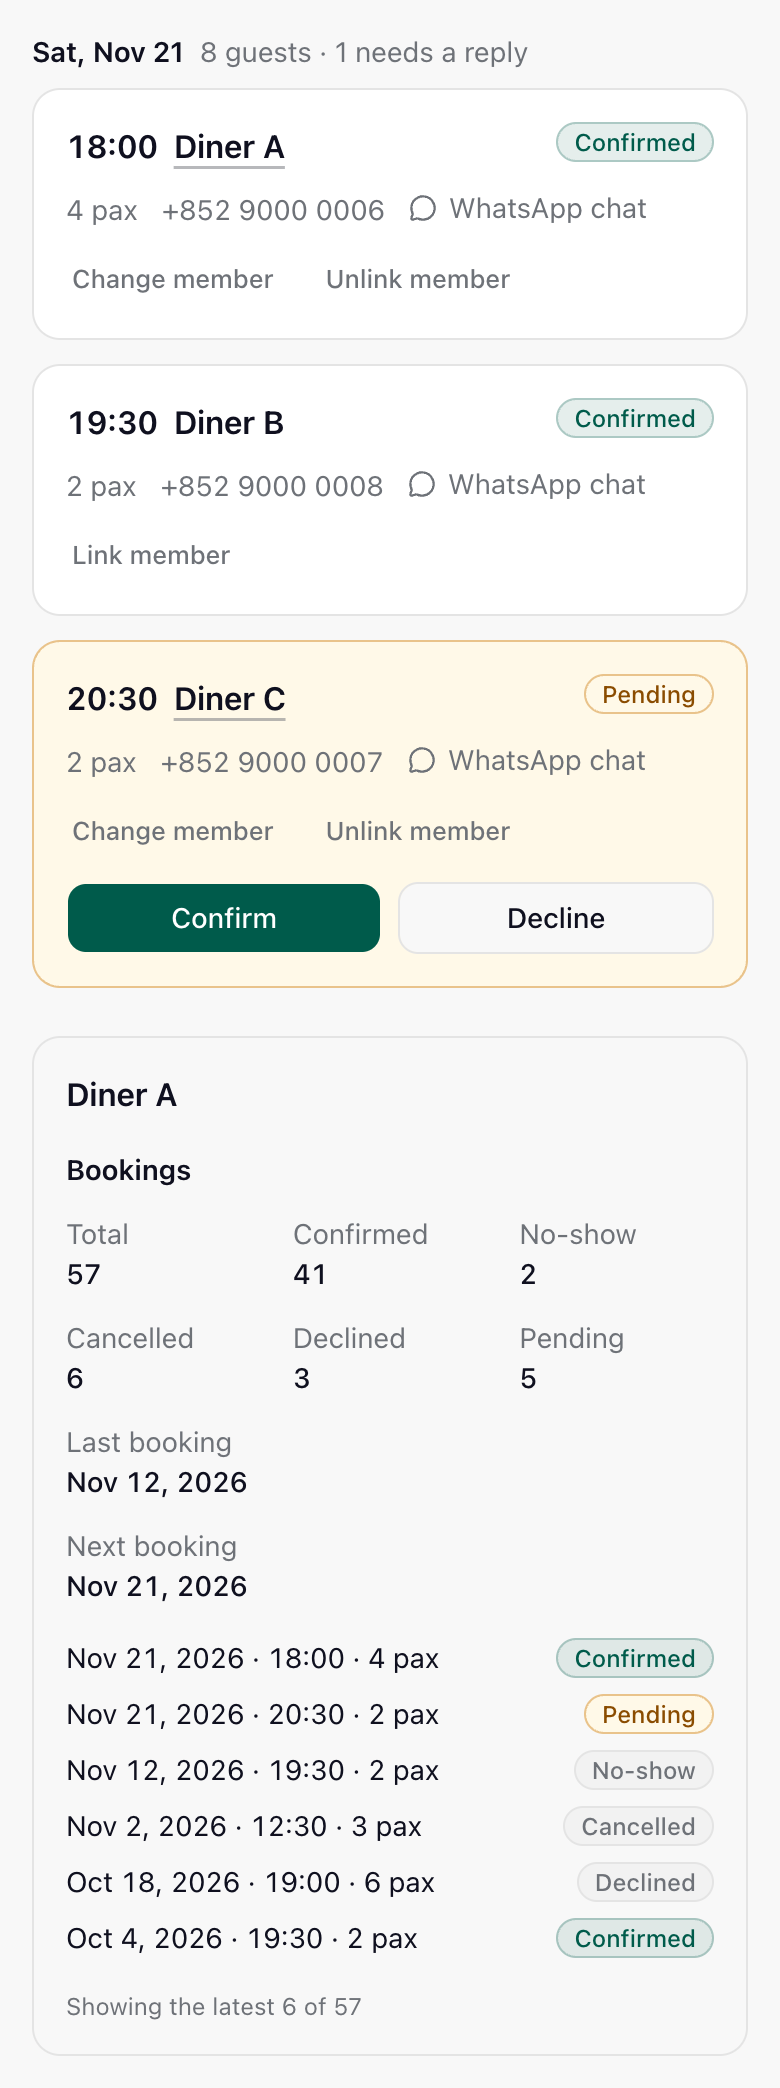 Sat, Nov 21 8 guests · 1 needs a reply
18:00 Diner A Confirmed
4 pax +852 9000 0006 WhatsApp chat
Change member Unlink member
19:30 Diner B Confirmed
2 pax +852 9000 0008 WhatsApp chat
Link member
20:30 Diner C Pending
2 pax +852 9000 0007 WhatsApp chat
Change member Unlink member
Confirm Decline
Diner A
Bookings
Total Confirmed No-show
57 41 2
Cancelled Declined Pending
6 3 5
Last booking
Nov 12, 2026
Next booking
Nov 21, 2026
Nov 21, 2026 · 18:00 · 4 pax Confirmed
Nov 21, 2026 · 20:30 · 2 pax Pending
Nov 12, 2026 · 19:30 · 2 pax No-show
Nov 2, 2026 · 12:30 · 3 pax Cancelled
Oct 18, 2026 · 19:00 · 6 pax Declined
Oct 4, 2026 · 19:30 · 2 pax Confirmed
Showing the latest 6 of 57